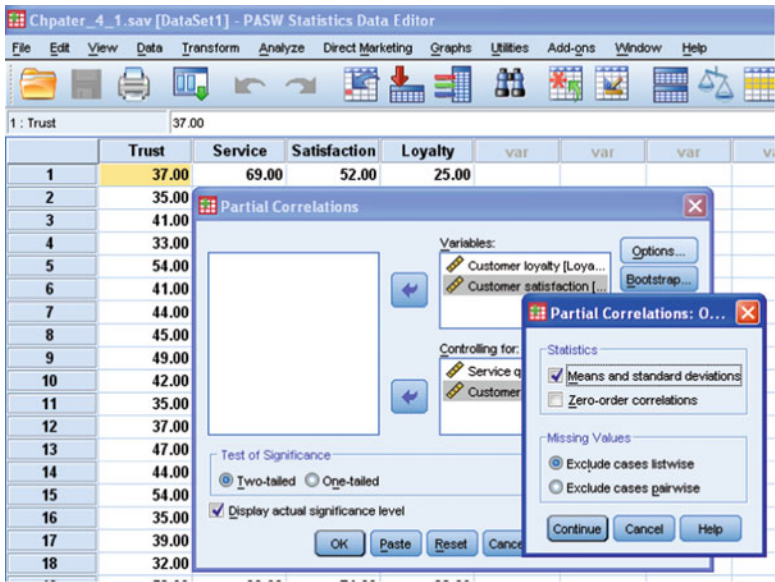 Chpater_4_1.sav [DataSet1] - PASW Statistics Data Editor
File Edit View Data Transform Analyze Direct Marketing Graphs Utilities Add-ons Window Help
1 : Trust 37.00
Trust Service Satisfaction Loyalty var var var
1 37.00 69.00 52.00 25.00
2 35.00
3 41.00
4 33.00
5 54.00
6 41.00
7 44.00
8 45.00
9 49.00
10 42.00
11 35.00
12 37.00
13 47.00
14 44.00
15 54.00
16 35.00
17 39.00
18 32.00
Partial Correlations
Variables:
Customer loyalty [Loya...
Customer satisfaction [...
Options...
Bootstrap...
Controlling for:
Service q
Customer
Test of Significance
Two-tailed One-tailed
Display actual significance level
OK Paste Reset Cance
Partial Correlations: O...
Statistics
Means and standard deviations
Zero-order correlations
Missing Values
Exclude cases listwise
Exclude cases pairwise
Continue Cancel Help